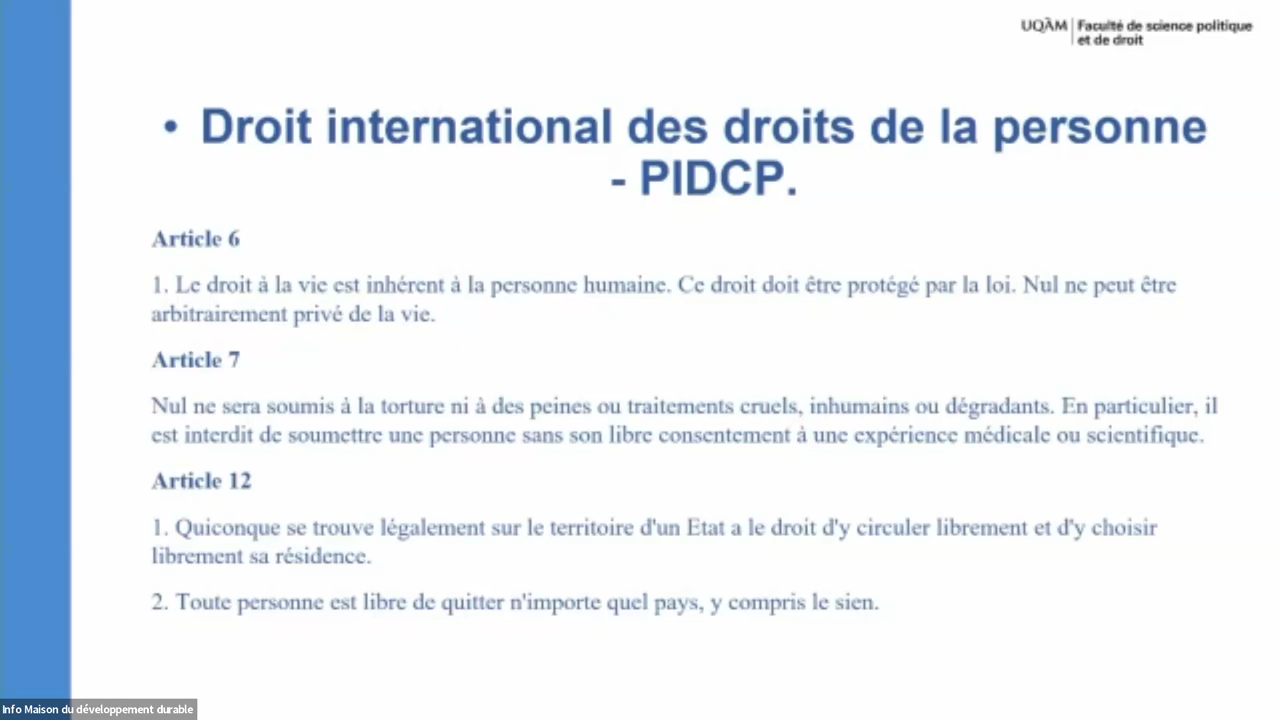 UQÀM | Faculté de science politique
et de droit
• Droit international des droits de la personne
- PIDCP.
Article 6
1. Le droit à la vie est inhérent à la personne humaine. Ce droit doit être protégé par la loi. Nul ne peut être
arbitrairement privé de la vie.
Article 7
Nul ne sera soumis à la torture ni à des peines ou traitements cruels, inhumains ou dégradants. En particulier, il
est interdit de soumettre une personne sans son libre consentement à une expérience médicale ou scientifique.
Article 12
1. Quiconque se trouve légalement sur le territoire d'un Etat a le droit d'y circuler librement et d'y choisir
librement sa résidence.
2. Toute personne est libre de quitter n'importe quel pays, y compris le sien.
Info Maison du développement durable